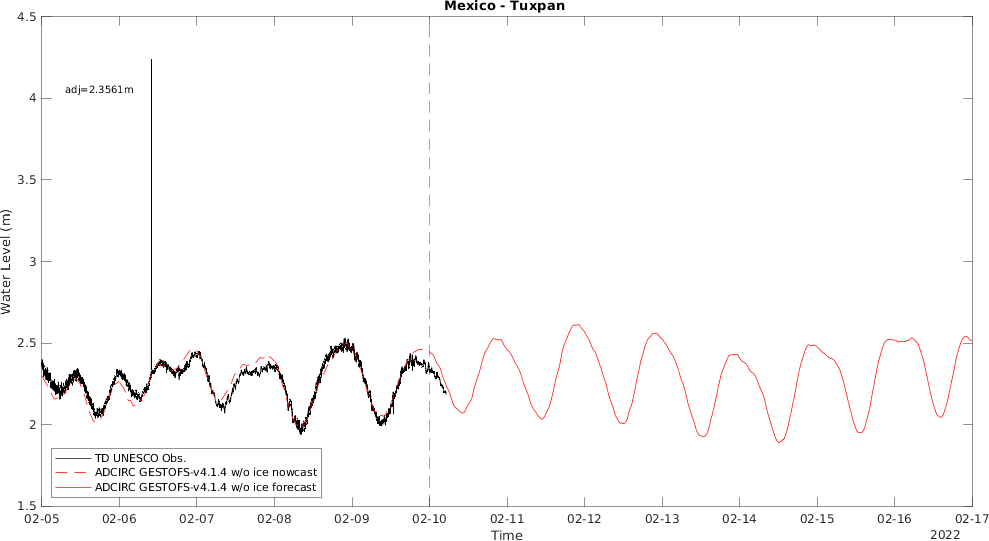 Mexico - Tuxpan
4.5
4
3.5
3
2.5
2
1.5
Water Level (m)
adj=2.3561m
TD UNESCO Obs.
ADCIRC GESTOFS-v4.1.4 w/o ice nowcast
ADCIRC GESTOFS-v4.1.4 w/o ice forecast
02-05 02-06 02-07 02-08 02-09 02-10 02-11 02-12 02-13 02-14 02-15 02-16 02-17
Time
2022